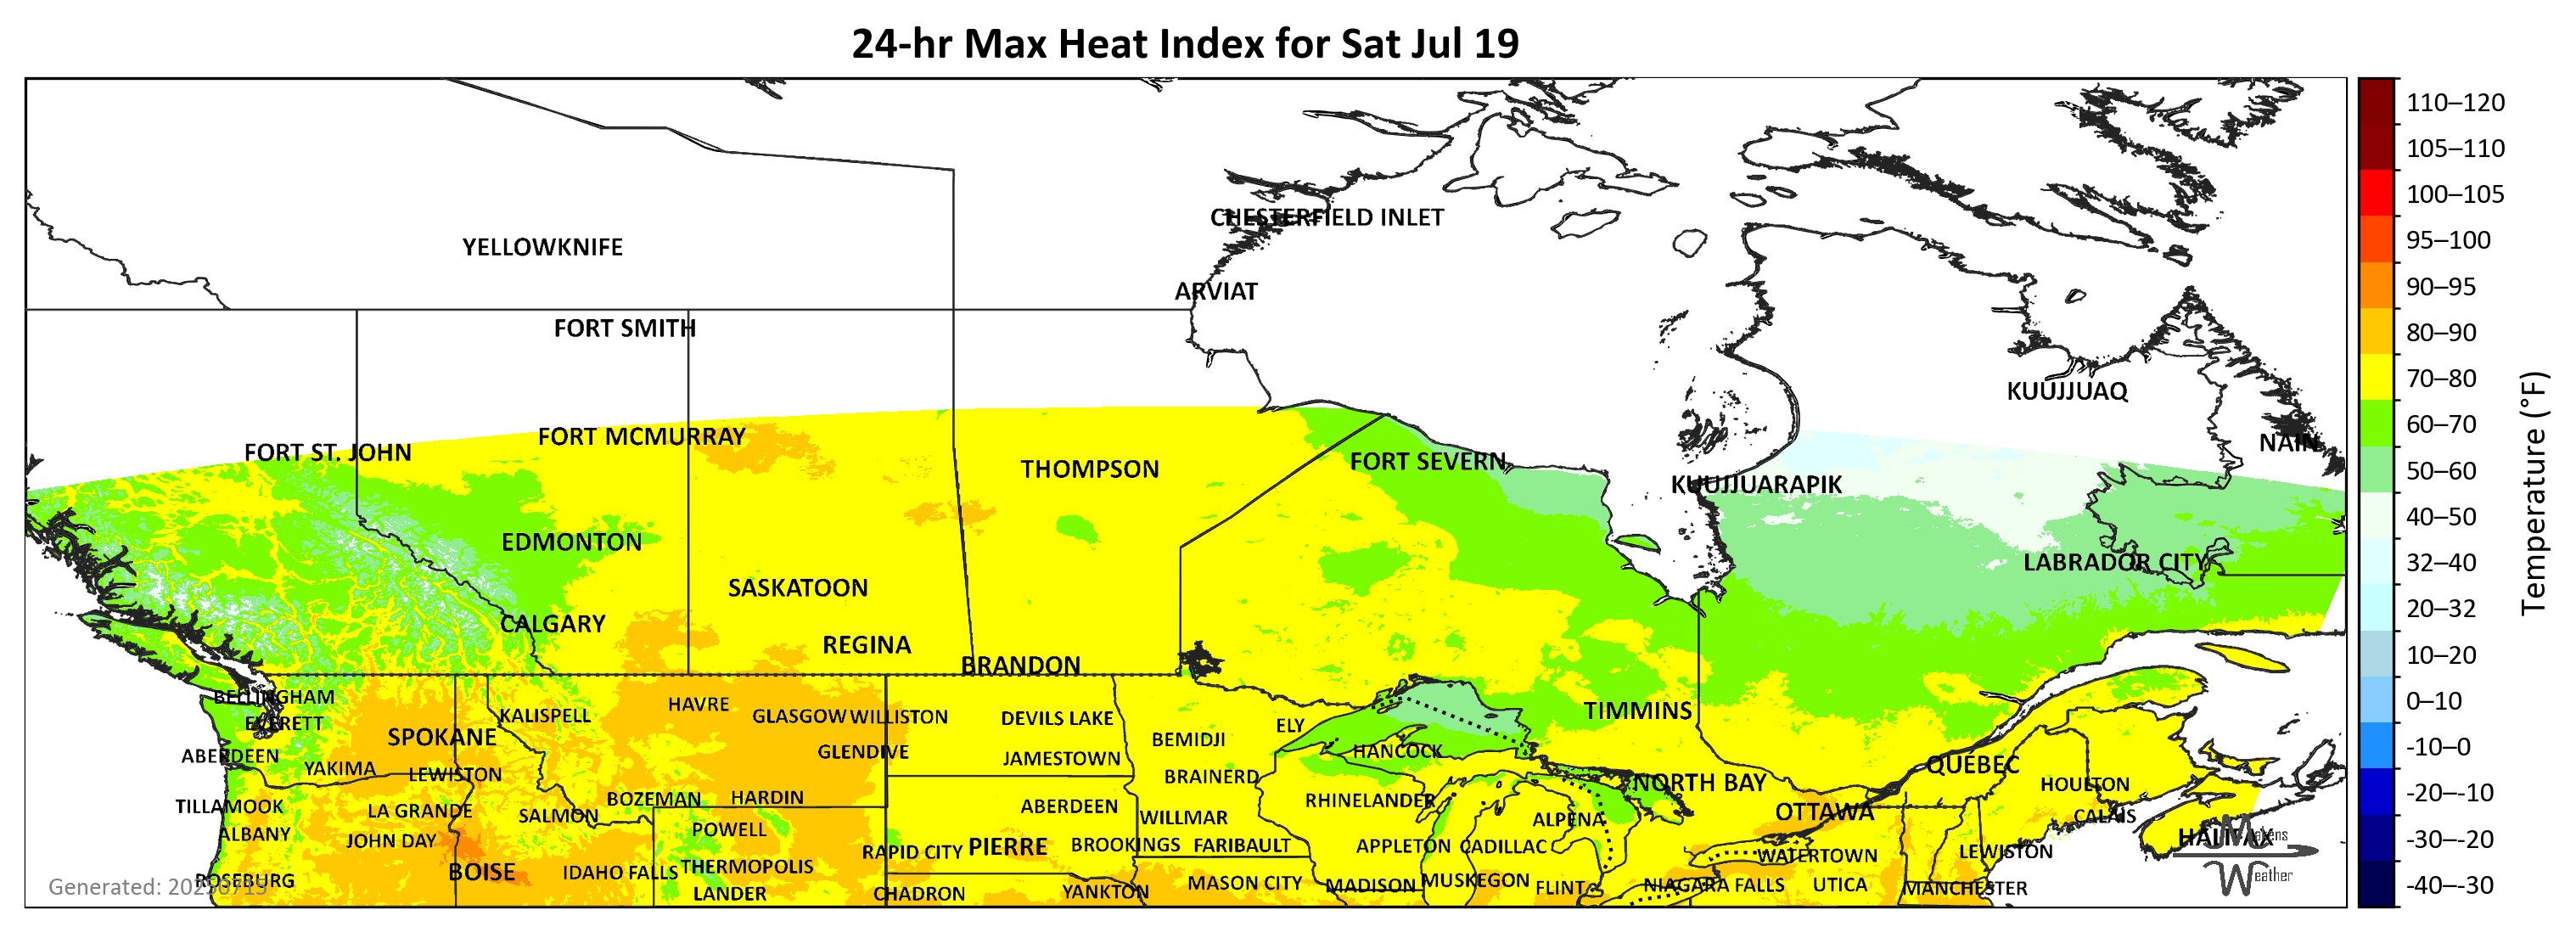 24-hr Max Heat Index for Sat Jul 19
110–120
105–110
100–105
CHESTERFIELD INLET
95–100
YELLOWKNIFE
ARVIAT
90–95
FORT SMITH
80–90
70–80
KUUJJUAQ
60–70
FORT MCMURRAY
NAIN
FORT ST. JOHN
FORT SEVERN
THOMPSON
50–60
KUUJJUARAPIK
40–50
Temperature (°F)
EDMONTON
LABRADOR CITY
32–40
SASKATOON
20–32
CALGARY
REGINA
BRANDON
10–20
BELLINGHAM
HAVRE
0–10
TIMMINS
KALISPELL
GLASGOW
WILLISTON
DEVILS LAKE
EVERETT
ELY
SPOKANE
BEMIDJI
-10–0
GLENDIVE
HANCOCK
ABERDEEN
JAMESTOWN
QUÉBEC
YAKIMA
LEWISTON
BRAINERD
NORTH BAY
HOULTON
-20–-10
BOZEMAN
HARDIN
RHINELANDER
TILLAMOOK
ABERDEEN
LA GRANDE
OTTAWA
SALMON
CALAIS
WILLMAR
ALPENA
POWELL
ALBANY
HALIFAX
Makens
-30–-20
JOHN DAY
PIERRE
BROOKINGS
FARIBAULT
APPLETON
CADILLAC
RAPID CITY
LEWISTON
WATERTOWN
THERMOPOLIS
BOISE
IDAHO FALLS
Weather
ROSEBURG
MUSKEGON
MASON CITY
-40–-30
NIAGARA FALLS
UTICA
MADISON
Generated: 20250715
FLINT
MANCHESTER
YANKTON
LANDER
CHADRON